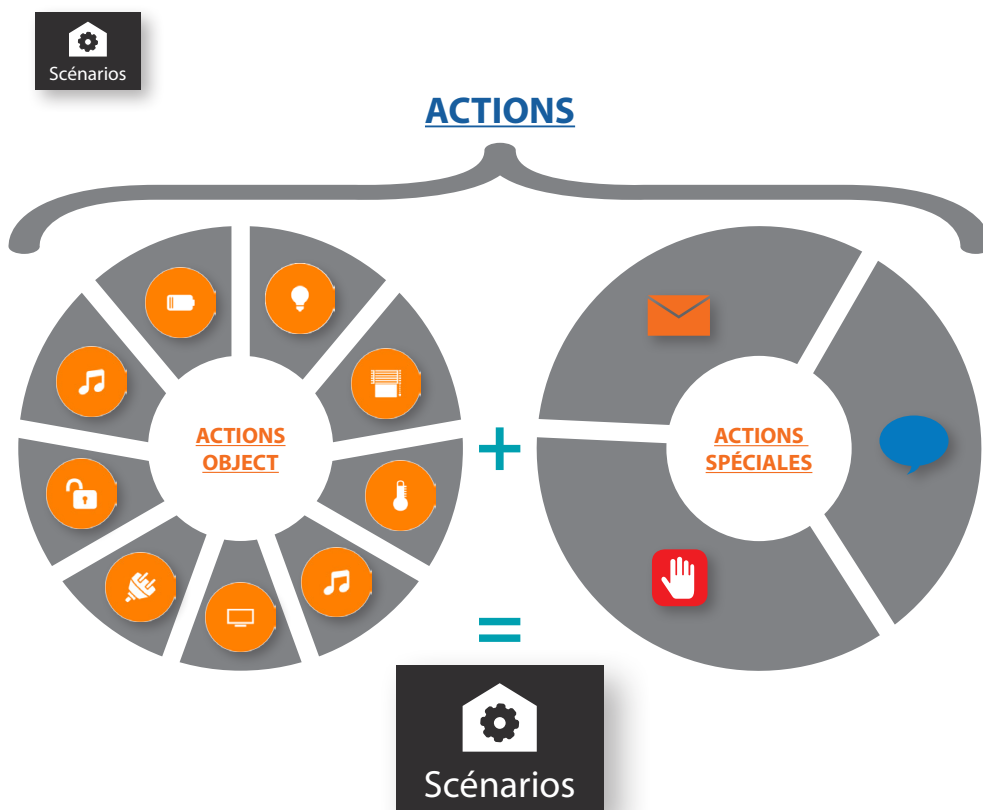 Scénarios
ACTIONS
ACTIONS
OBJECT
+
ACTIONS
SPÉCIALES
=
Scénarios